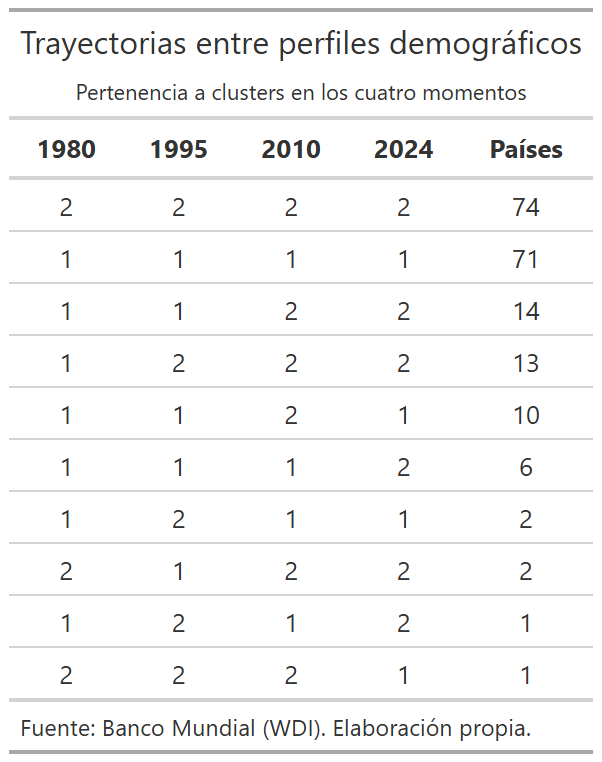 Trayectorias entre perfiles demográficos
Pertenencia a clusters en los cuatro momentos
1980 1995 2010 2024 Países
2 2 2 2 74
1 1 1 1 71
1 1 2 2 14
1 2 2 2 13
1 1 2 1 10
1 1 1 2 6
1 2 1 1 2
2 1 2 2 2
1 2 1 2 1
2 2 2 1 1
Fuente: Banco Mundial (WDI). Elaboración propia.